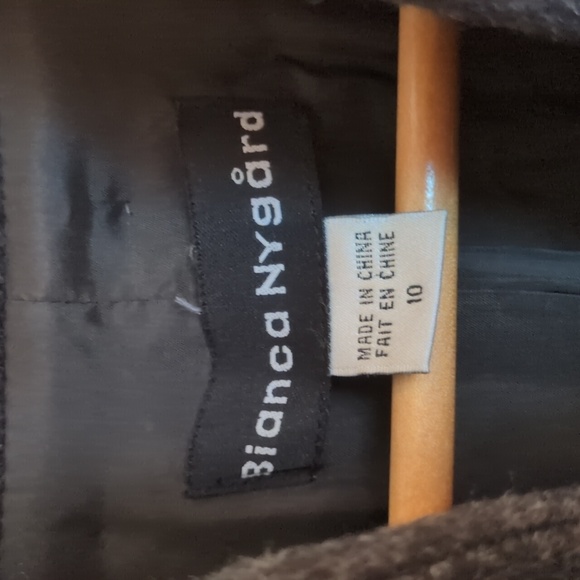 Bianca Nygård
MADE IN CHINA
FAIT EN CHINE
10